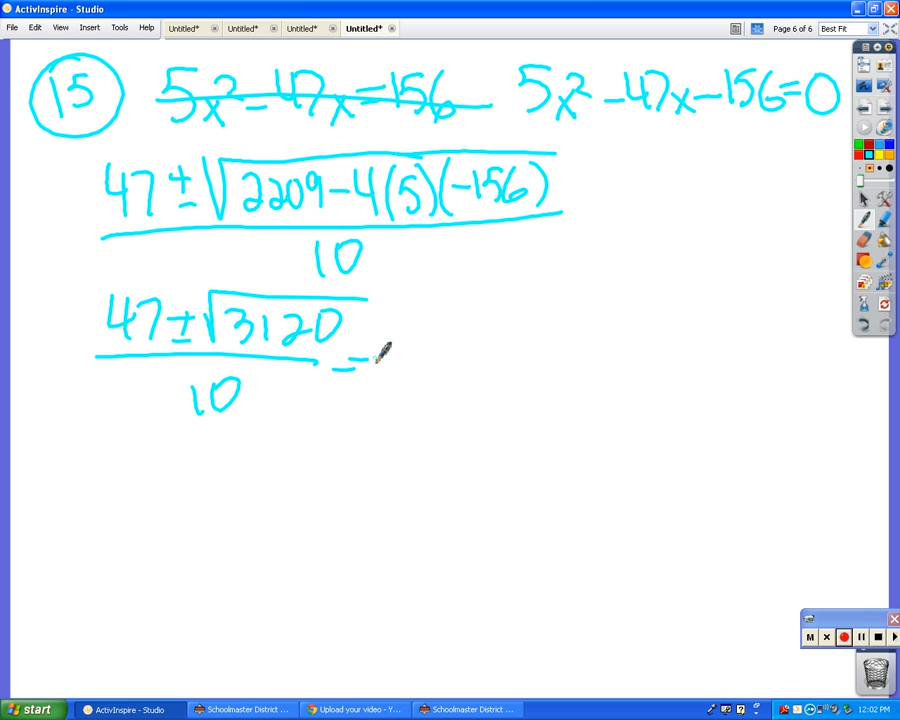 ActivInspire - Studio
File Edit View Insert Tools Help
Untitled* Untitled* Untitled* Untitled*
Page 6 of 6 Best Fit
15 5x² - 47x = 156 5x² - 47x - 156 = 0
47 ± √2209 - 4(5)(-156)
10
47 ± √3120
10
=
M
start
ActivInspire - Studio
Schoolmaster District ...
Upload your video - Y...
Schoolmaster District ...
12:02 PM